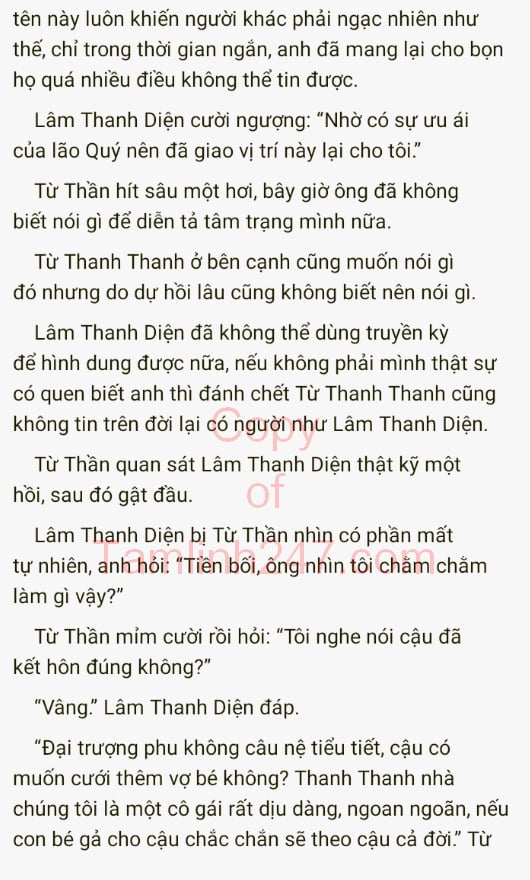 tên này luôn khiến người khác phải ngạc nhiên như
thế, chỉ trong thời gian ngắn, anh đã mang lại cho bọn
họ quá nhiều điều không thể tin được.
Lâm Thanh Diện cười ngượng: “Nhờ có sự ưu ái
của lão Quý nên đã giao vị trí này lại cho tôi.”
Từ Thần hít sâu một hơi, bây giờ ông đã không
biết nói gì để diễn tả tâm trạng mình nữa.
Từ Thanh Thanh ở bên cạnh cũng muốn nói gì
đó nhưng do dự hồi lâu cũng không biết nên nói gì.
Lâm Thanh Diện đã không thể dùng truyền kỳ
để hình dung được nữa, nếu không phải mình thật sự
có quen biết anh thì đánh chết Từ Thanh Thanh cũng
không tin trên đời lại có người như Lâm Thanh Diện.
Copy
Từ Thần quan sát Lâm Thanh Diện thật kỹ một
hồi, sau đó gật đầu.
of
Lâm Thanh Diện bị Từ Thần nhìn có phần mất
tự nhiên, anh hỏi: “Tiền bối, ông nhìn tôi chằm chằm
Tamlinh247.com
làm gì vậy?”
Từ Thần mỉm cười rồi hỏi: “Tôi nghe nói cậu đã
kết hôn đúng không?”
“Vâng.” Lâm Thanh Diện đáp.
“Đại trượng phu không câu nệ tiểu tiết, cậu có
muốn cưới thêm vợ bé không? Thanh Thanh nhà
chúng tôi là một cô gái rất dịu dàng, ngoan ngoãn, nếu
con bé gả cho cậu chắc chắn sẽ theo cậu cả đời.” Từ